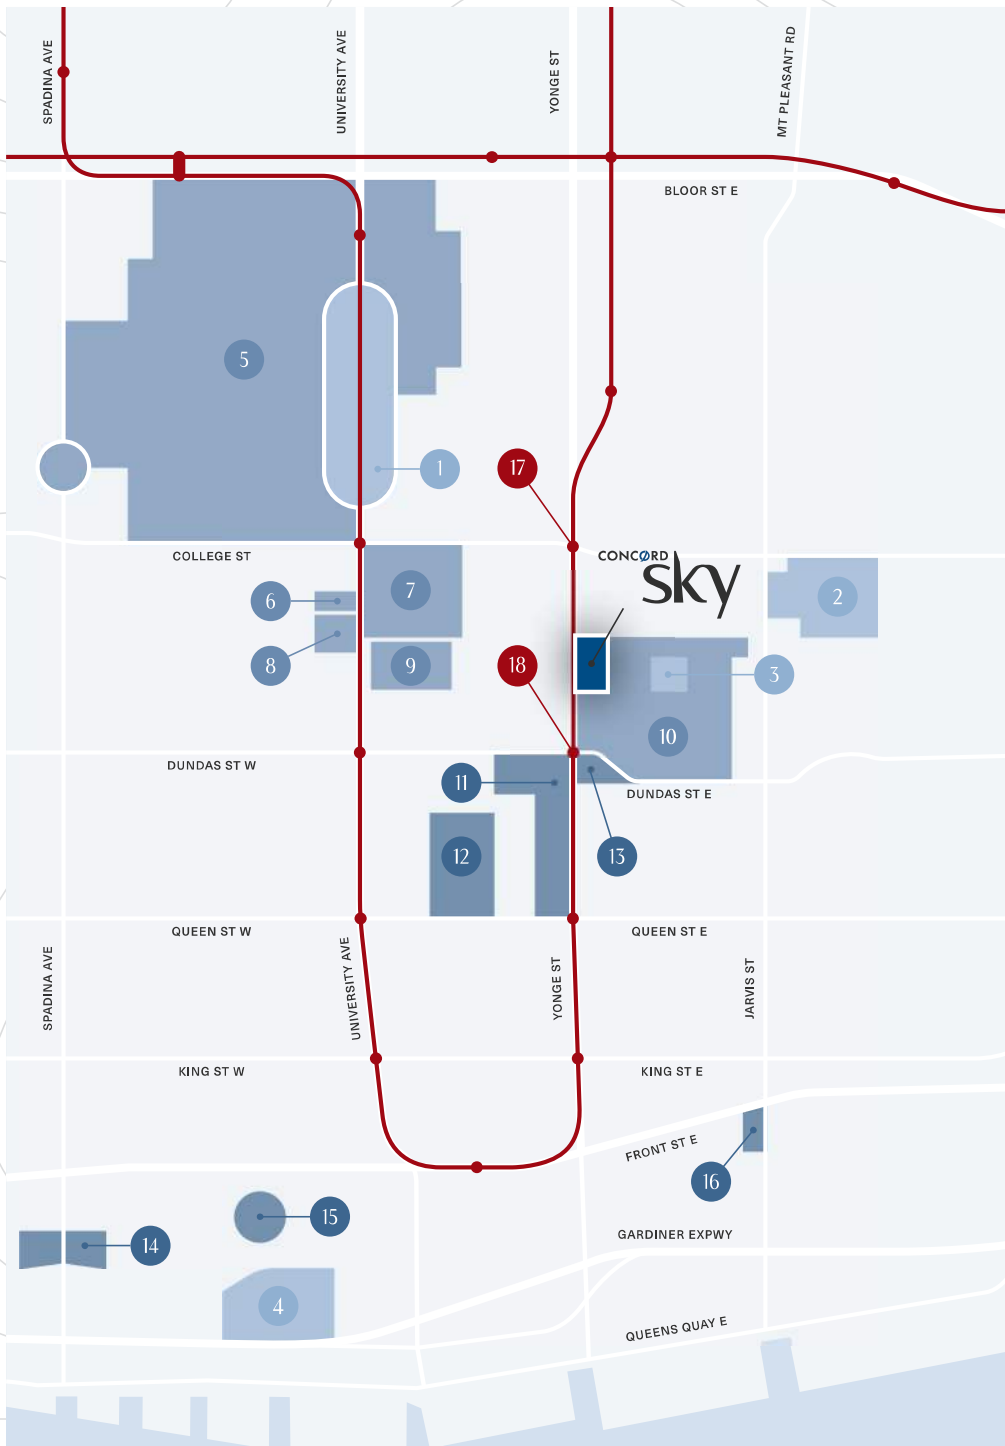 SPADINA AVE
UNIVERSITY AVE
YONGE ST
MT PLEASANT RD
BLOOR ST E
5
1
17
COLLEGE ST
CONCORD
sky
6
7
2
8
9
18
3
10
DUNDAS ST W
11
DUNDAS ST E
12
13
QUEEN ST W
QUEEN ST E
SPADINA AVE
UNIVERSITY AVE
YONGE ST
JARVIS ST
KING ST W
KING ST E
FRONT ST E
16
15
14
GARDINER EXPWY
4
QUEENS QUAY E